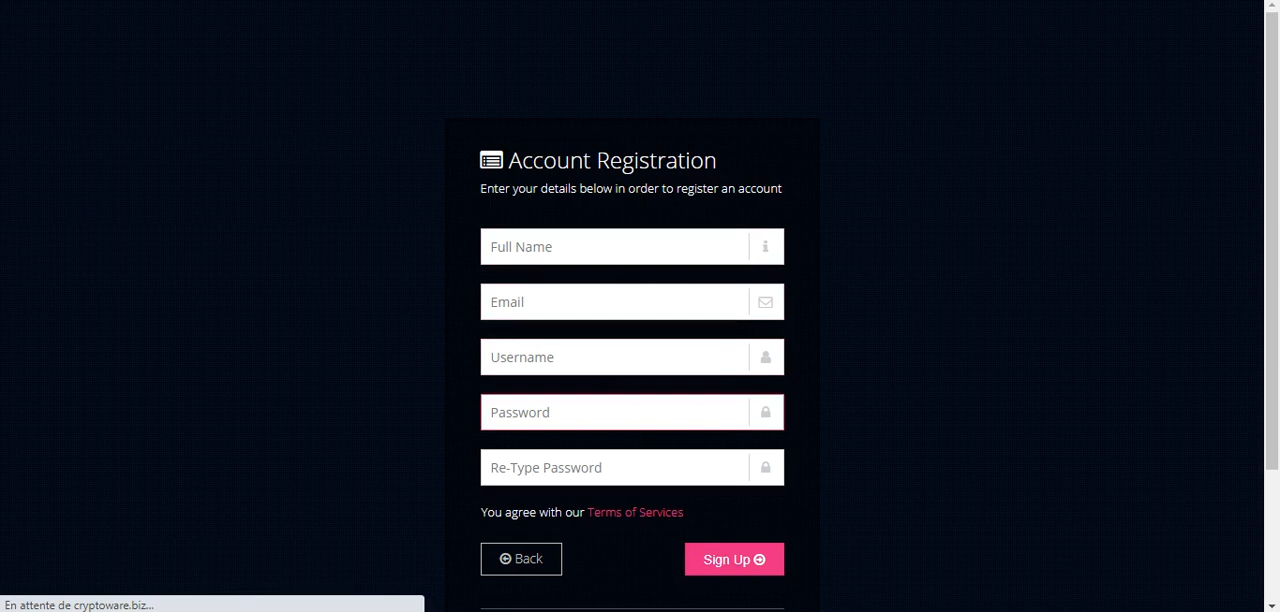 Account Registration
Enter your details below in order to register an account
Full Name
Email
Username
Password
Re-Type Password
You agree with our Terms of Services
Back
Sign Up
En attente de cryptoware.biz...